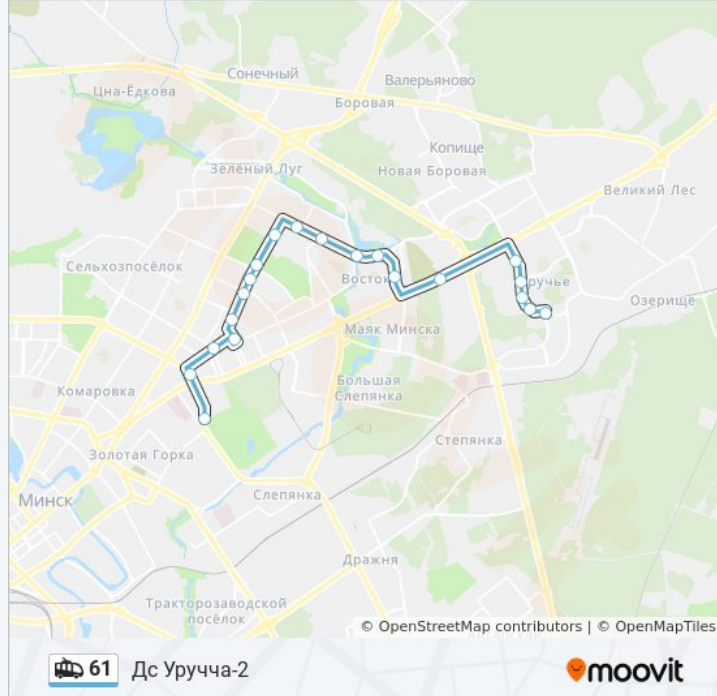 Сонечный
Валерьяново
Цна-Ёдкова
Боровая
Копище
Зелёный Луг
Новая Боровая
Великий Лес
Сельхозпосёлок
Восток
Озерище
Маяк Минска
Комаровка
Большая
Слепянка
Золотая Горка
Степянка
Минск
Слепянка
Дражня
Тракторозаводской
посёлок
© OpenStreetMap contributors | © OpenMapTiles
61 Дс Уручча-2
moovit